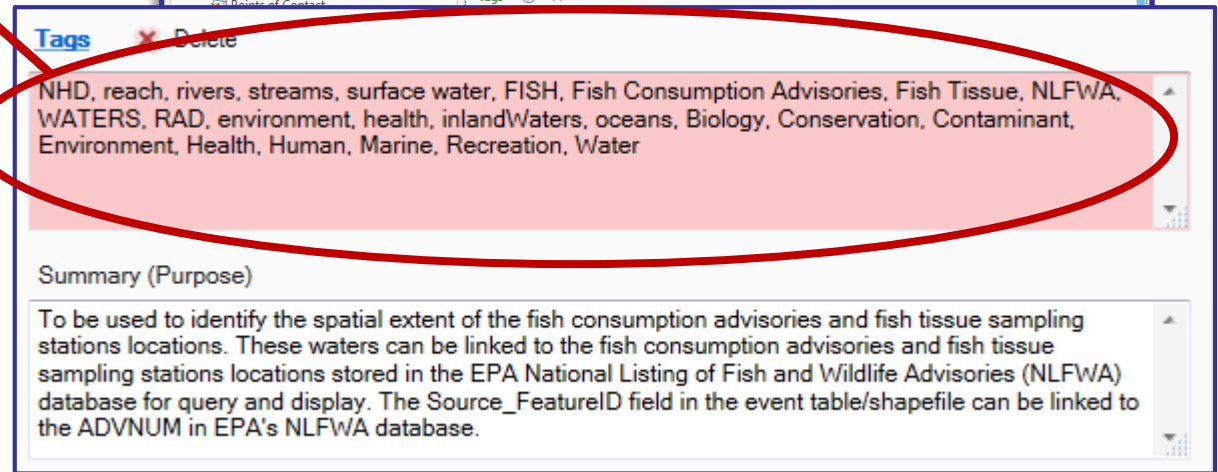 Points of Contact
Tags Delete
NHD, reach, rivers, streams, surface water, FISH, Fish Consumption Advisories, Fish Tissue, NLFWA,
WATERS, RAD, environment, health, inlandWaters, oceans, Biology, Conservation, Contaminant,
Environment, Health, Human, Marine, Recreation, Water
Summary (Purpose)
To be used to identify the spatial extent of the fish consumption advisories and fish tissue sampling
stations locations. These waters can be linked to the fish consumption advisories and fish tissue
sampling stations locations stored in the EPA National Listing of Fish and Wildlife Advisories (NLFWA)
database for query and display. The Source_FeatureID field in the event table/shapefile can be linked to
the ADVNUM in EPA's NLFWA database.